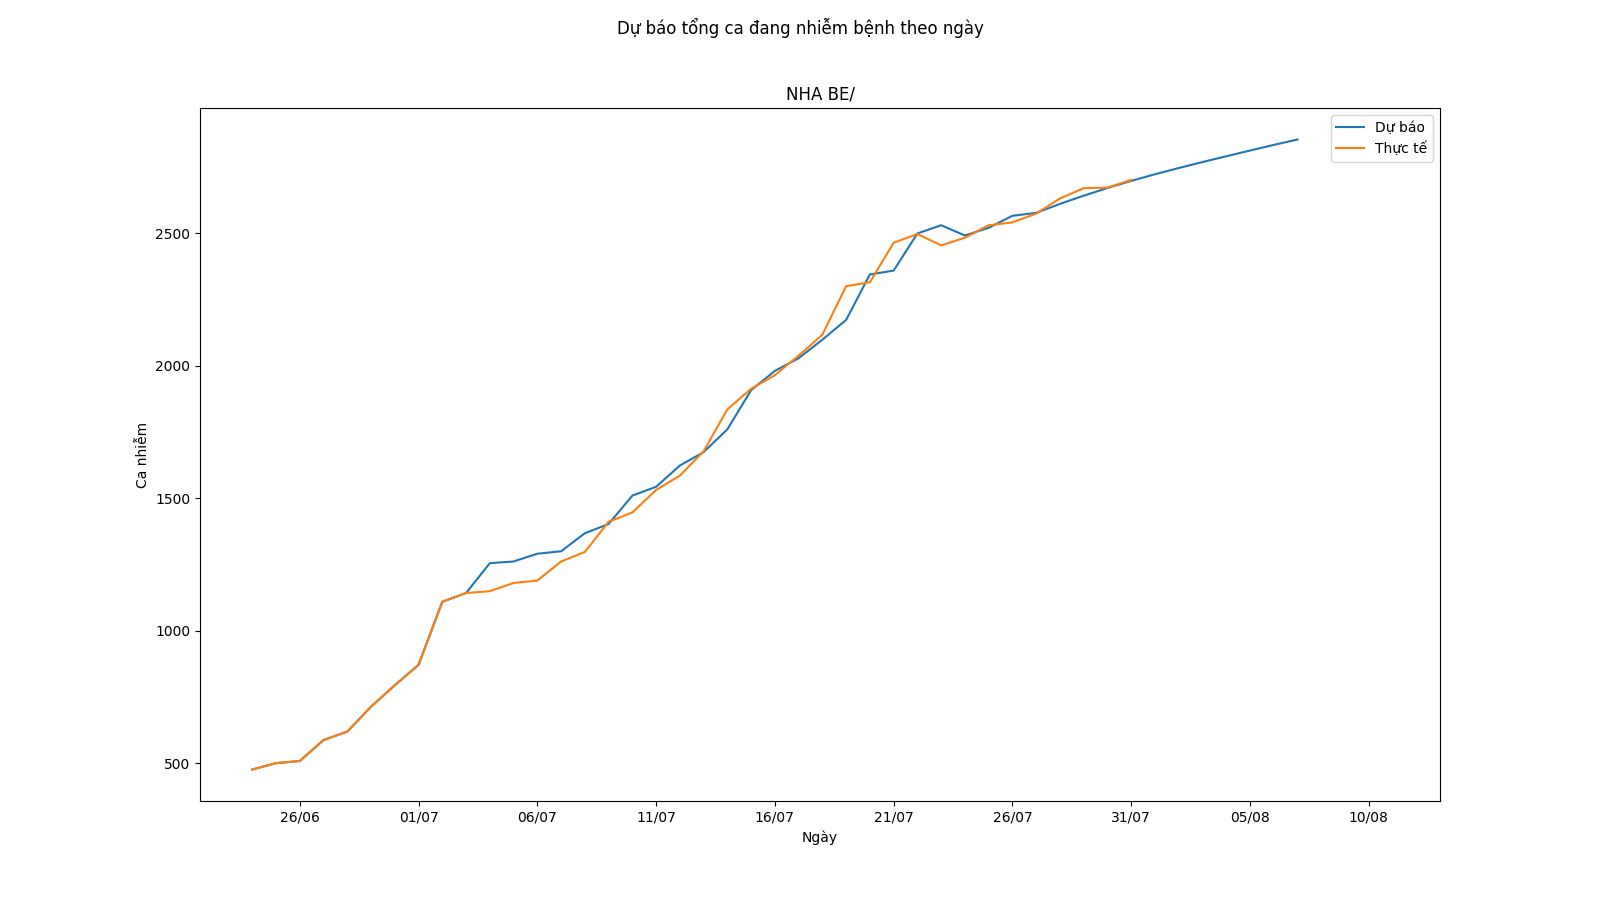 Dự báo tổng ca đang nhiễm bệnh theo ngày
NHA BE/
Dự báo
Thực tế
2500
2000
1500
1000
500
Ca nhiễm
26/06 01/07 06/07 11/07 16/07 21/07 26/07 31/07 05/08 10/08
Ngày